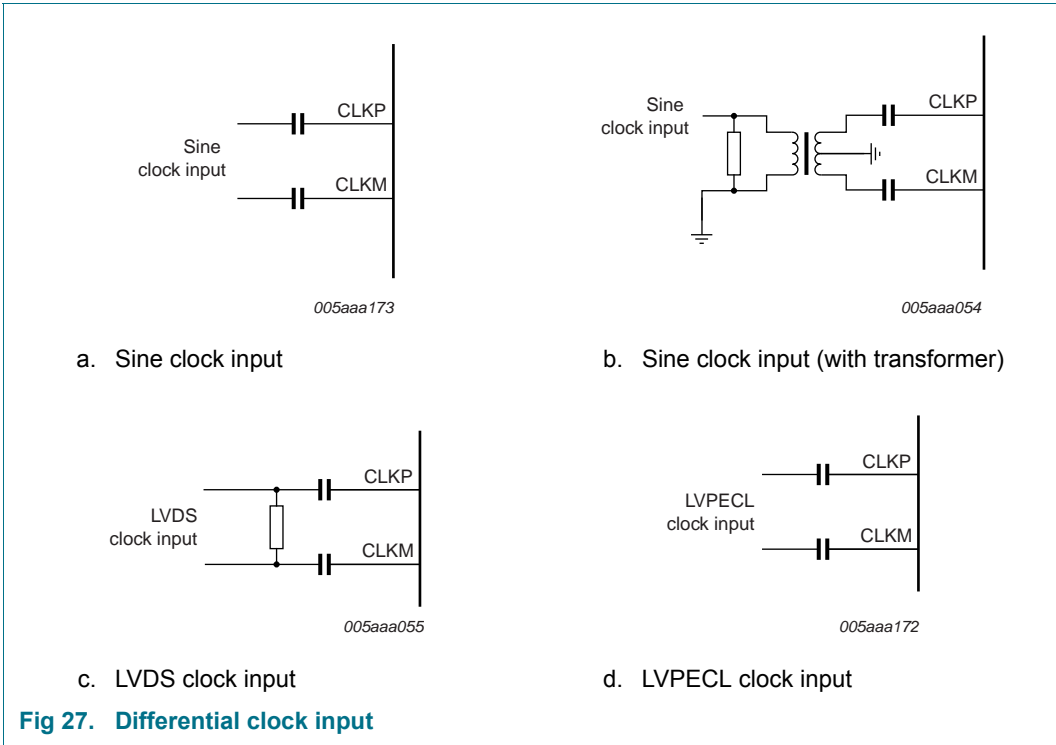 Sine
clock input
CLKP
CLKM
005aaa173
a. Sine clock input
Sine
clock input
CLKP
CLKM
005aaa054
b. Sine clock input (with transformer)
LVDS
clock input
CLKP
CLKM
005aaa055
c. LVDS clock input
LVPECL
clock input
CLKP
CLKM
005aaa172
d. LVPECL clock input
Fig 27. Differential clock input